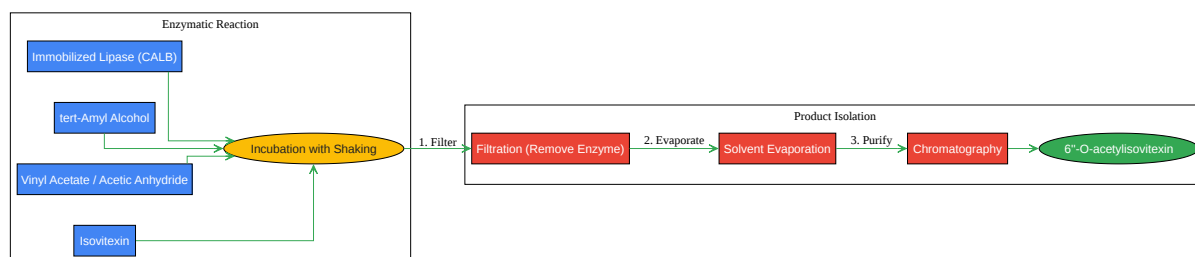 Enzymatic Reaction
Immobilized Lipase (CALB)
tert-Amyl Alcohol
Incubation with Shaking
Vinyl Acetate / Acetic Anhydride
Isovitexin
1. Filter
Product Isolation
Filtration (Remove Enzyme)
2. Evaporate
Solvent Evaporation
3. Purify
Chromatography
6''-O-acetylisovitexin